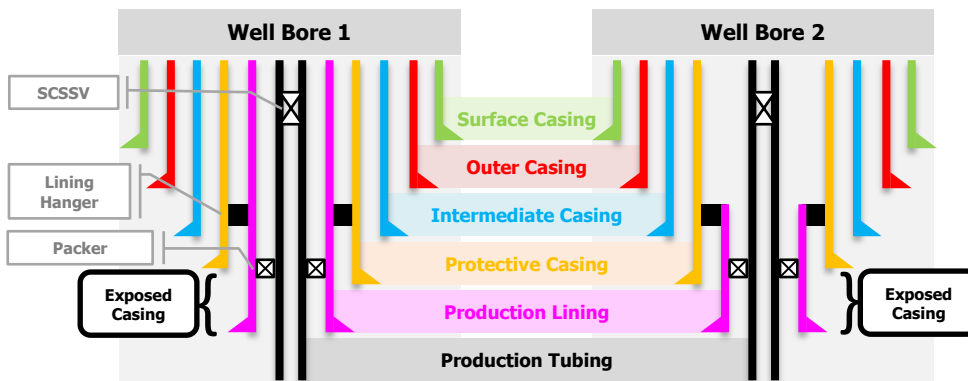 Well Bore 1
Well Bore 2
SCSSV
Surface Casing
Outer Casing
Lining
Hanger
Intermediate Casing
Packer
Protective Casing
Exposed
Casing
Exposed
Casing
Production Lining
Production Tubing